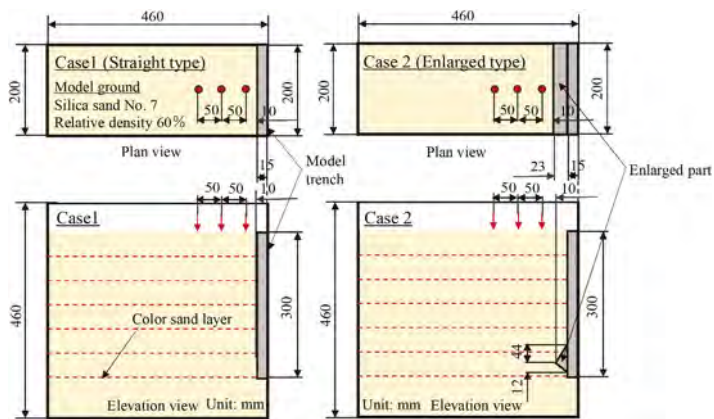 460
Case1 (Straight type)
Model ground
Silica sand No. 7
Relative density 60%
50
50
10
200
200
Plan view
15
Model
trench
460
Case 2 (Enlarged type)
50
50
10
200
200
Plan view
15
23
Enlarged part
50
50
10
Case1
460
300
Color sand layer
Elevation view Unit: mm
50
50
10
Case 2
460
300
44
12
Unit: mm Elevation view